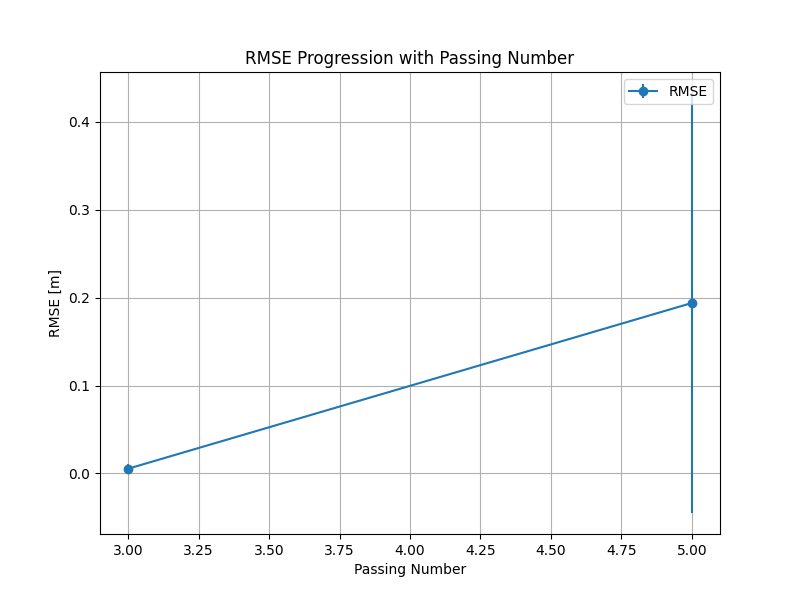 RMSE Progression with Passing Number
RMSE
RMSE [m]
0.4
0.3
0.2
0.1
0.0
3.00 3.25 3.50 3.75 4.00 4.25 4.50 4.75 5.00
Passing Number